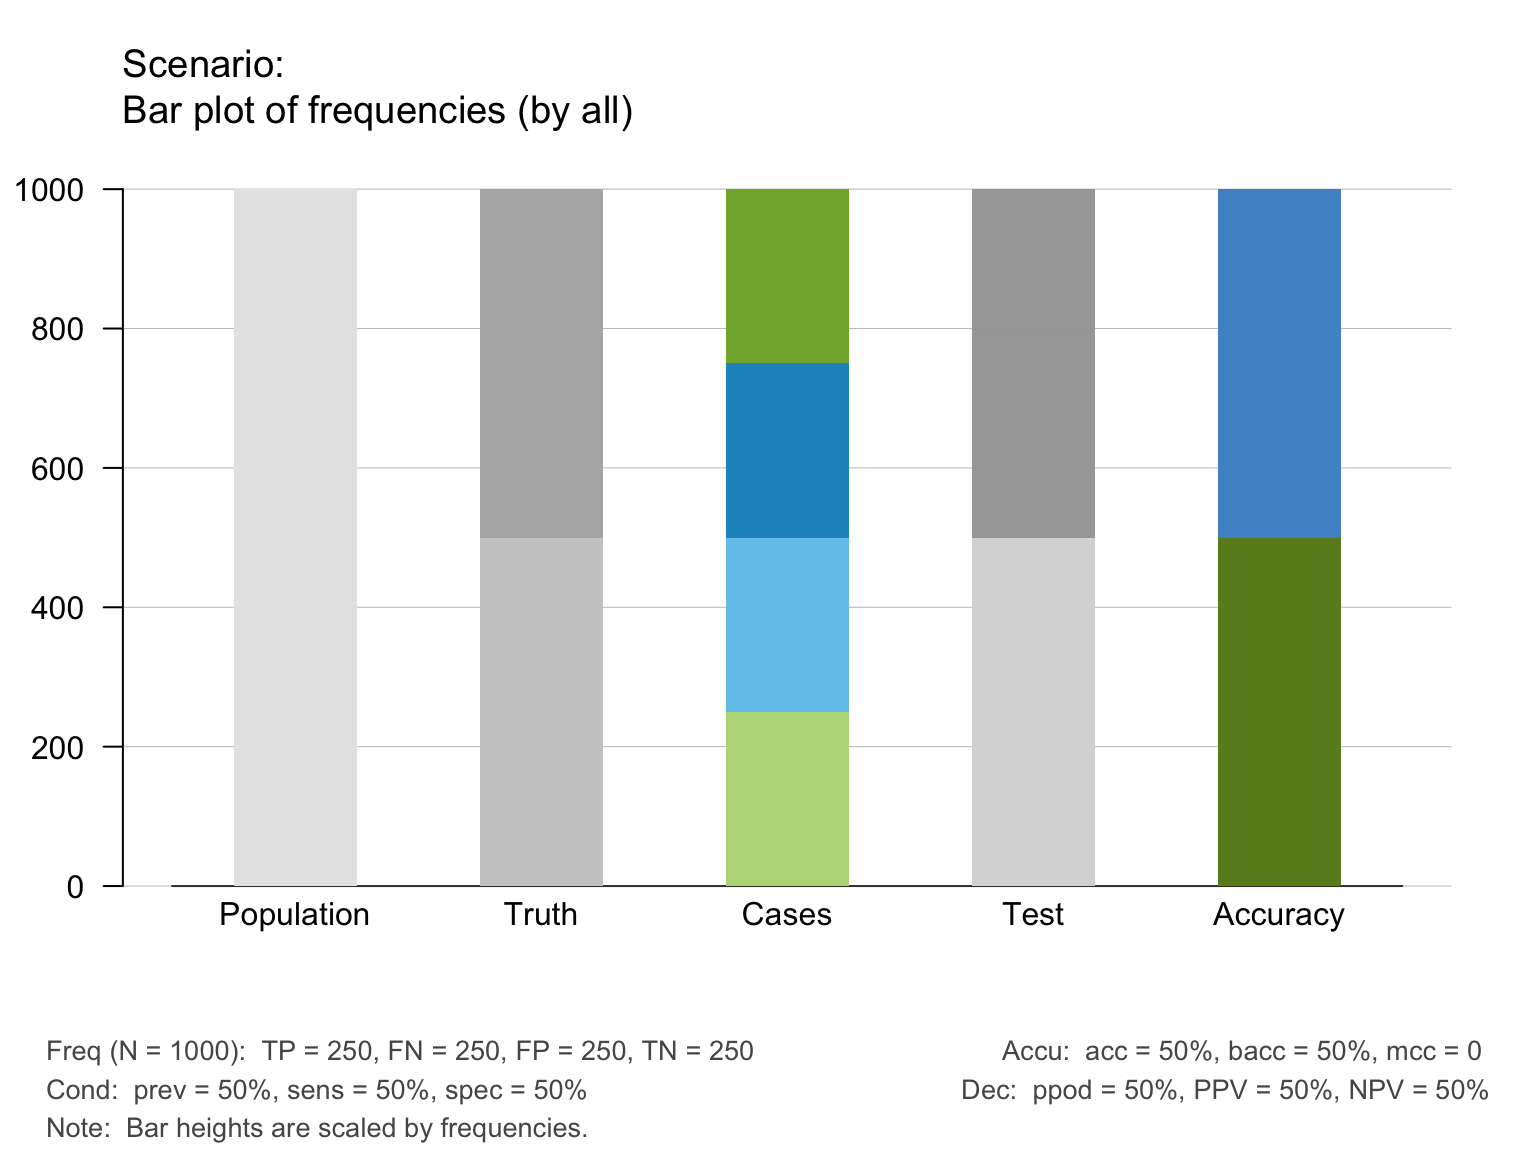 Scenario:
Bar plot of frequencies (by all)
1000
800
600
400
200
0
Population Truth Cases Test Accuracy
Freq (N = 1000):  TP = 250, FN = 250, FP = 250, TN = 250
Accu:  acc = 50%, bacc = 50%, mcc = 0
Cond:  prev = 50%, sens = 50%, spec = 50%
Dec:  ppod = 50%, PPV = 50%, NPV = 50%
Note:  Bar heights are scaled by frequencies.